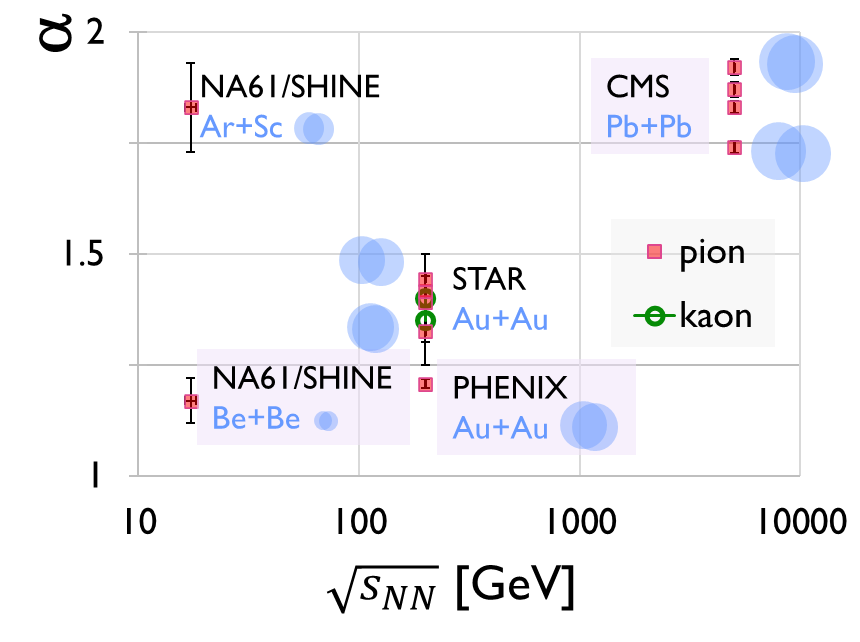 α
2
NA61/SHINE
Ar+Sc
CMS
Pb+Pb
1.5
STAR
Au+Au
pion
kaon
NA61/SHINE
Be+Be
PHENIX
Au+Au
1
10 100 1000 10000
√s_NN [GeV]